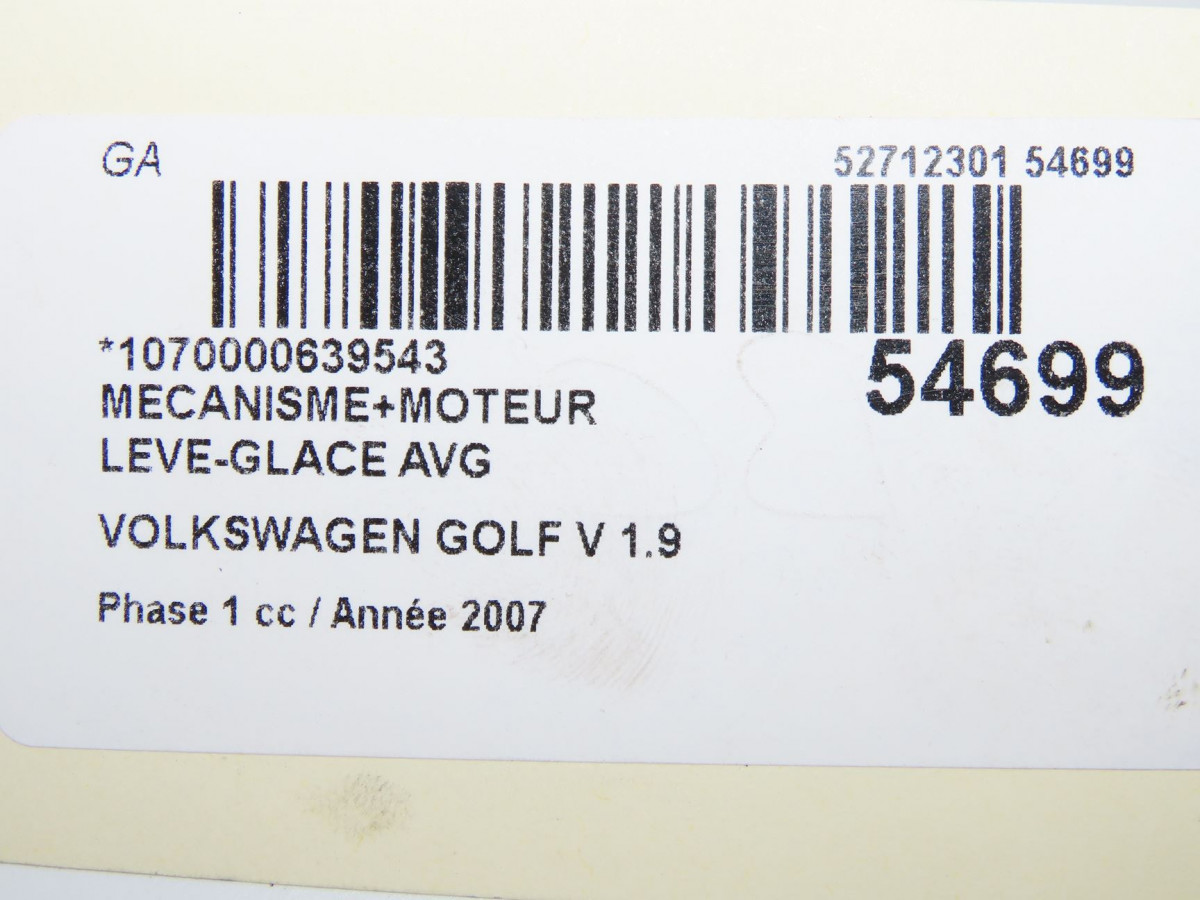 GA
52712301 54699
*1070000639543
54699
MECANISME+MOTEUR
LEVE-GLACE AVG
VOLKSWAGEN GOLF V 1.9
Phase 1 cc / Année 2007